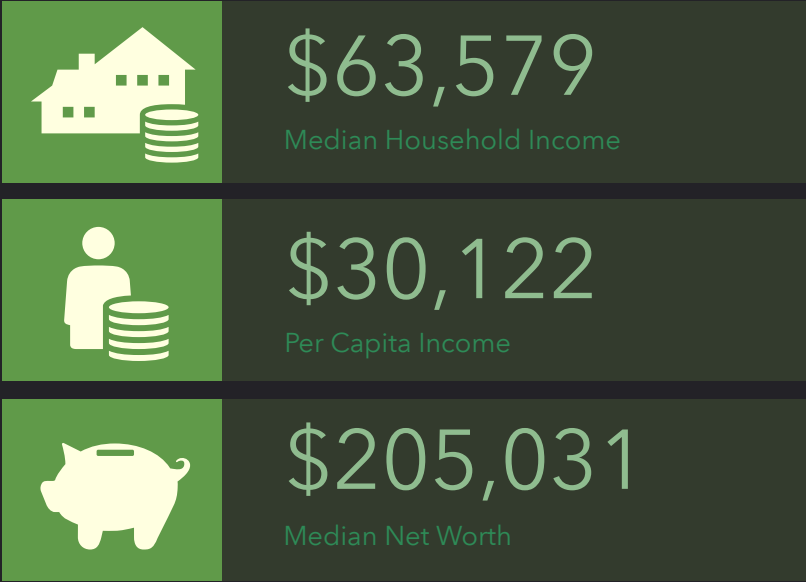 $63,579
Median Household Income
$30,122
Per Capita Income
$205,031
Median Net Worth